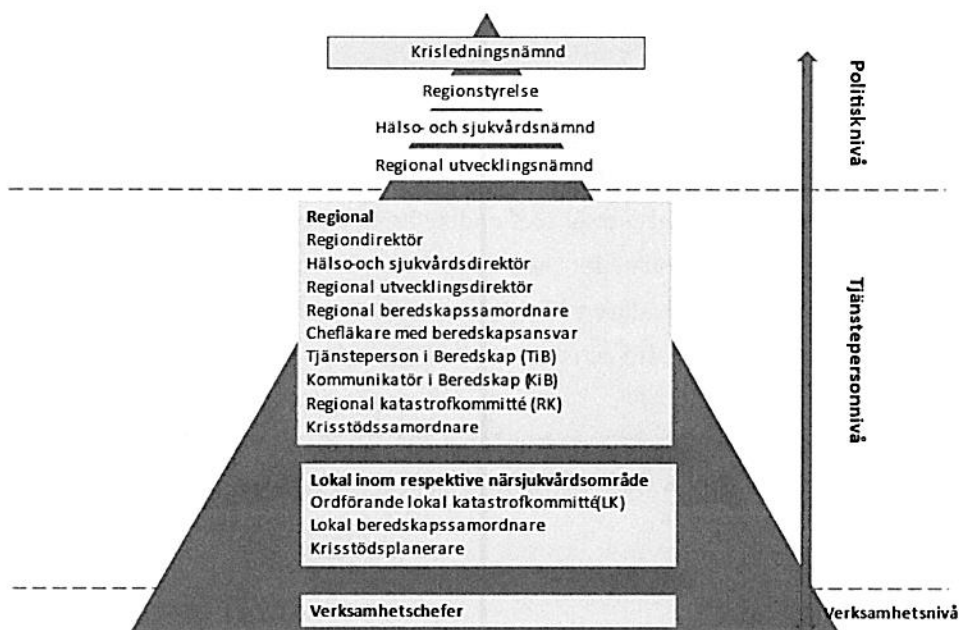 Krisledningsnämnd
Regionstyrelse
Hälso- och sjukvårdsnämnd
Regional utvecklingsnämnd
Politisk nivå
Regional
Regiondirektör
Hälso-och sjukvårdsdirektör
Regional utvecklingsdirektör
Regional beredskapssamordnare
Chefläkare med beredskapsansvar
Tjänsteperson i Beredskap (TiB)
Kommunikatör i Beredskap (KiB)
Regional katastrofkommitté (RK)
Krisstödssamordnare
Tjänstepersonnivå
Lokal inom respektive närsjukvårdsområde
Ordförande lokal katastrofkommitté(LK)
Lokal beredskapssamordnare
Krisstödsplanerare
Verksamhetschefer
Verksamhetsnivå